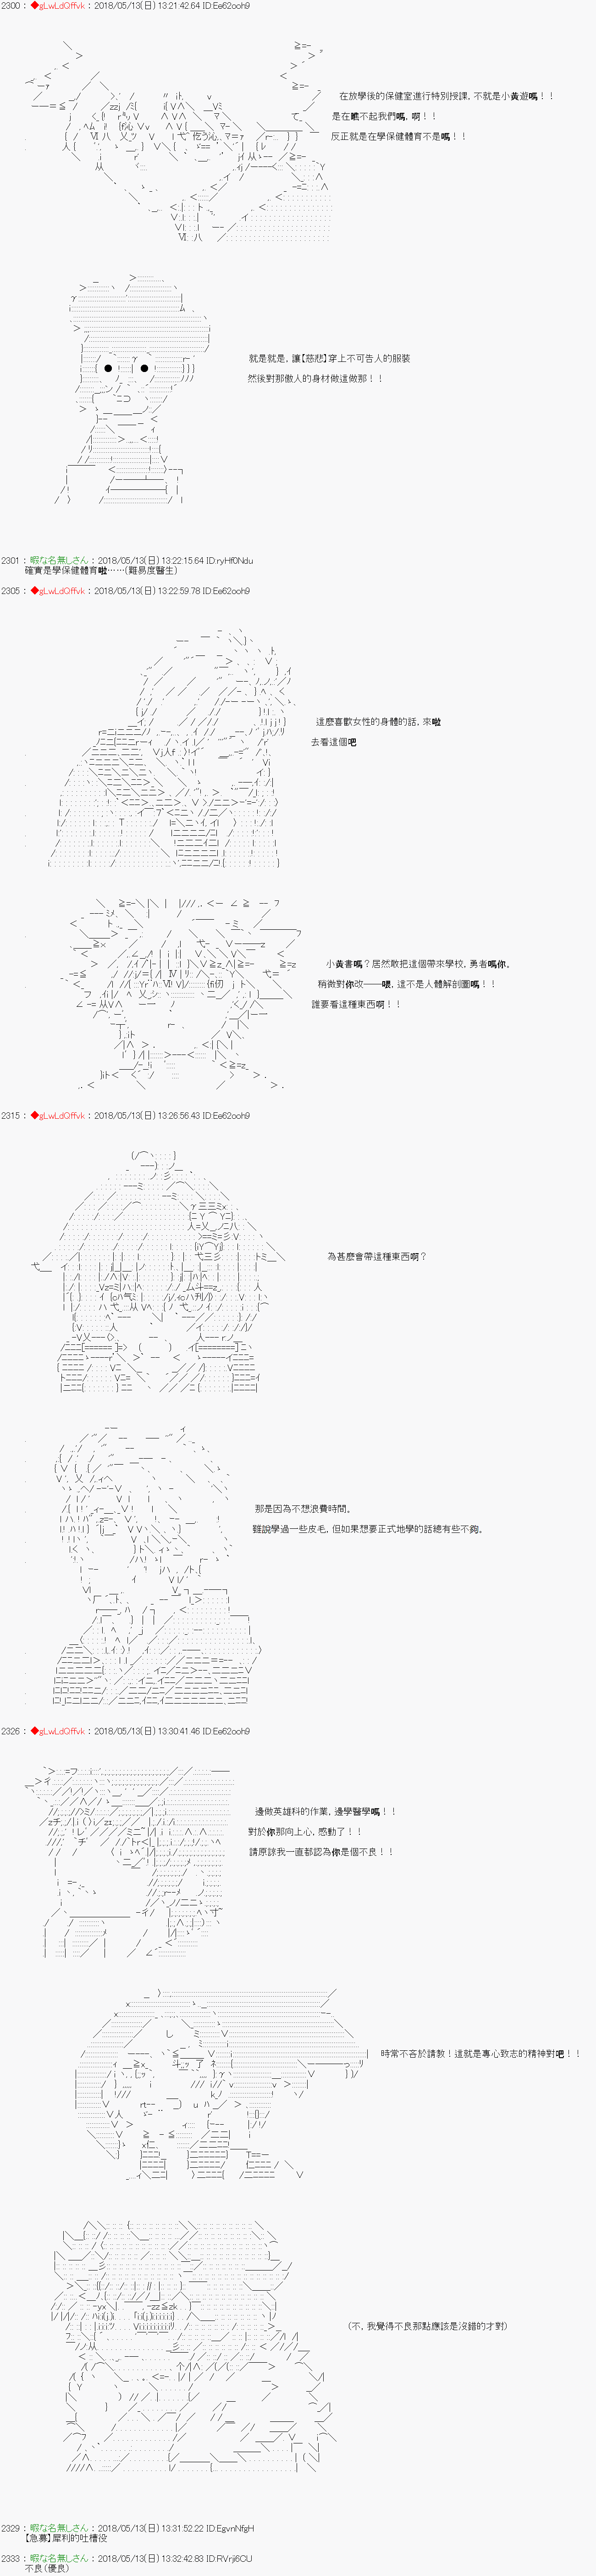 2300 : ◆gLwLdQffvk : 2018/05/13(日) 13:21:42.64 ID:Ee62ooh9
在放學後的保健室進行特別授課，不就是小黃遊嗎！！
是在瞧不起我們嗎，啊！！
反正就是在學保健體育不是嗎！！
就是就是，讓【慈悲】穿上不可告人的服裝
然後對那傲人的身材做這做那！！
2301 : 暇な名無しさん : 2018/05/13(日) 13:22:15.64 ID:ryHf0Ndu
確實是學保健體育啦……（難易度醫生）
2305 : ◆gLwLdQffvk : 2018/05/13(日) 13:22:59.78 ID:Ee62ooh9
這麼喜歡女性的身體的話，來啦
去看這個吧
小黃書嗎？居然敢把這個帶來學校，勇者嗎你，
稍微對你改――喂，這不是人體解剖圖嗎！！
誰要看這種東西啊！！
2315 : ◆gLwLdQffvk : 2018/05/13(日) 13:26:56.43 ID:Ee62ooh9
為甚麼會帶這種東西啊？
那是因為不想浪費時間。
雖說學過一些皮毛，但如果想要正式地學的話總有些不夠。
2326 : ◆gLwLdQffvk : 2018/05/13(日) 13:30:41.46 ID:Ee62ooh9
邊做英雄科的作業，邊學醫學嗎！！
對於你那向上心，感動了！！
請原諒我一直都認為你是個不良！！
時常不吝於請教！這就是專心致志的精神對吧！！
（不，我覺得不良那點應該是沒錯的才對）
2329 : 暇な名無しさん : 2018/05/13(日) 13:31:52.22 ID:EgvnNfgH
【急募】犀利的吐槽役
2333 : 暇な名無しさん : 2018/05/13(日) 13:32:42.83 ID:RVrji6CU
不良（優良）